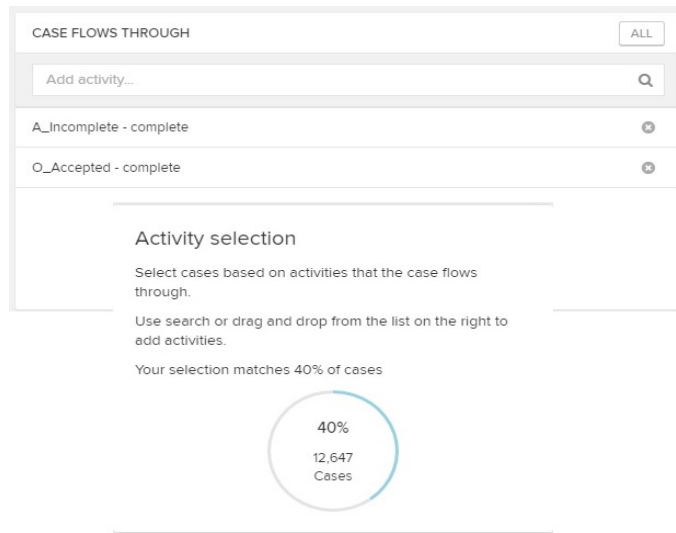 CASE FLOWS THROUGH
ALL
Add activity...
A_Incomplete - complete
O_Accepted - complete
Activity selection
Select cases based on activities that the case flows
through.
Use search or drag and drop from the list on the right to
add activities.
Your selection matches 40% of cases
40%
12,647
Cases